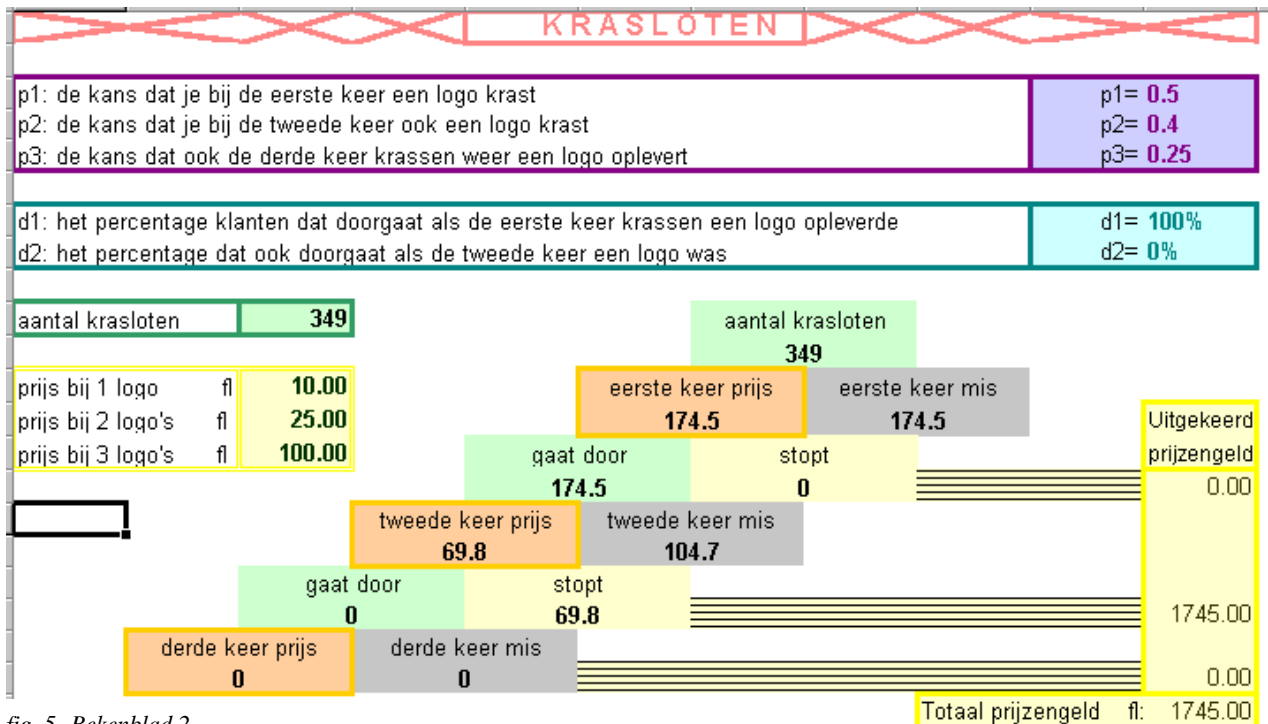 KRASLOTEN
p1: de kans dat je bij de eerste keer een logo krast p1= 0.5
p2: de kans dat je bij de tweede keer ook een logo krast p2= 0.4
p3: de kans dat ook de derde keer krassen weer een logo oplevert p3= 0.25
d1: het percentage klanten dat doorgaat als de eerste keer krassen een logo opleverde d1= 100%
d2: het percentage dat ook doorgaat als de tweede keer een logo was d2= 0%
aantal krasloten 349 aantal krasloten
349
prijs bij 1 logo fl 10.00 eerste keer prijs eerste keer mis
prijs bij 2 logo's fl 25.00 174.5 174.5 Uitgekeerd
prijs bij 3 logo's fl 100.00 gaat door stopt prijzengeld
174.5 0 0.00
tweede keer prijs tweede keer mis
69.8 104.7
gaat door stopt
0 69.8 1745.00
derde keer prijs derde keer mis
0 0 0.00
Totaal prijzengeld fl: 1745.00
fig. 5 Rekenblad 2